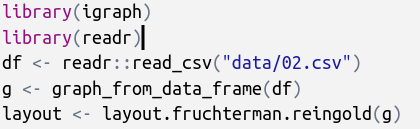 library(igraph)
library(readr)
df <- readr::read_csv("data/02.csv")
g <- graph_from_data_frame(df)
layout <- layout.fruchterman.reingold(g)